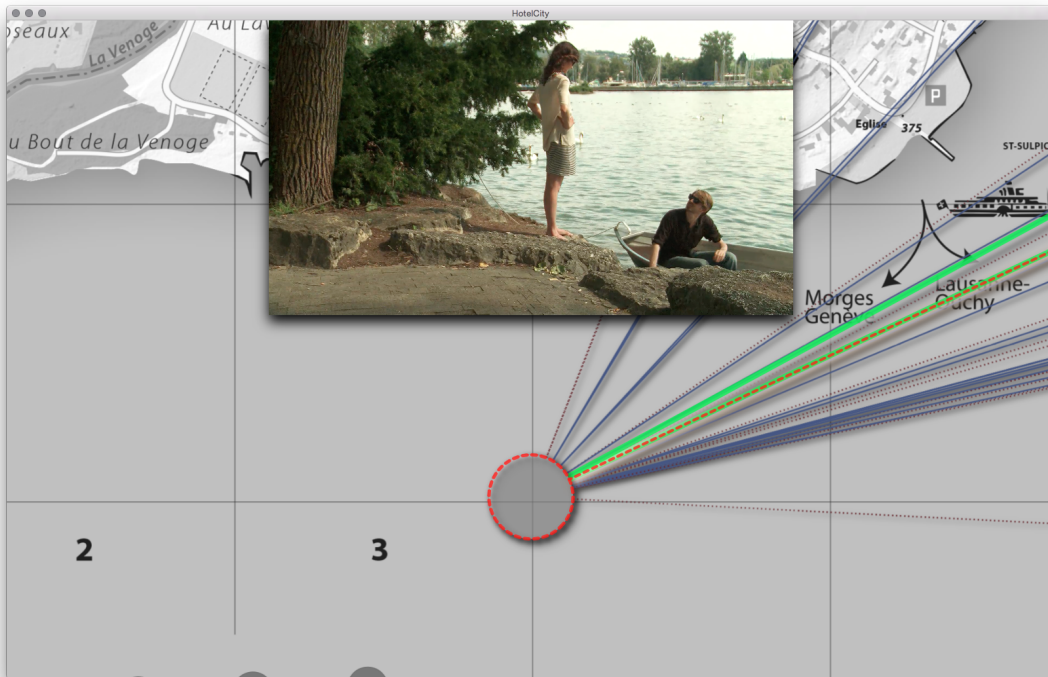 HotelCity
oseaux
La Venoge
Au Lav
u Bout de la Venoge
P
Eglise 375
ST-SULPIC
Morges
Genève
Lausanne-
Ouchy
2
3